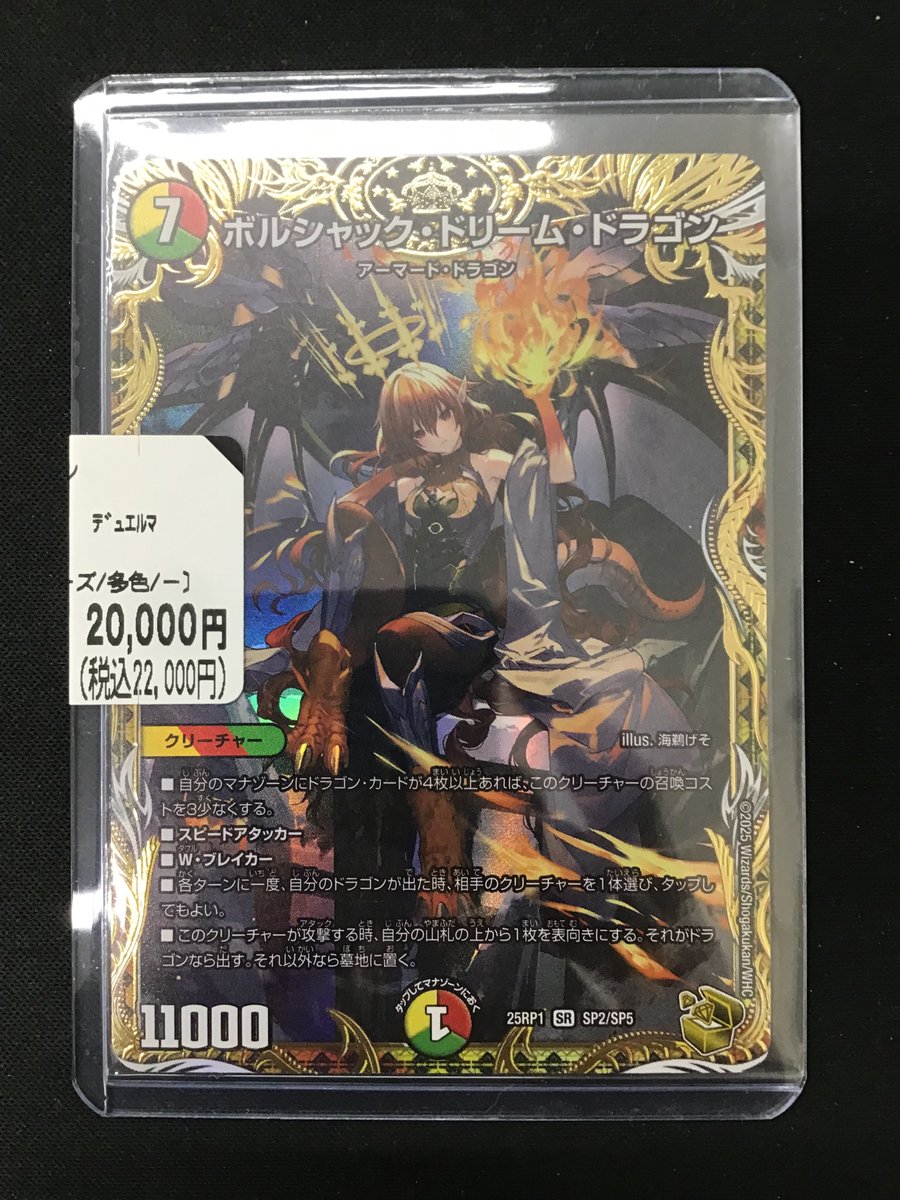 7
ボルシャック・ドリーム・ドラゴン
アーマード・ドラゴン
デュエルマ
ーズ/多色/ー]
20,000円
(税込22,000円)
クリーチャー
illus. 海鵜げそ
■自分のマナゾーンにドラゴン・カードが4枚以上あれば、このクリーチャーの召喚コス
トを3少なくする。
■スピードアタッカー
■W・ブレイカー
■各ターンに一度、自分のドラゴンが出た時、相手のクリーチャーを1体選び、タップし
てもよい。
■このクリーチャーが攻撃する時、自分の山札の上から1枚を表向きにする。それがドラ
ゴンなら出す。それ以外なら墓地に置く。
©2025 Wizards/Shogakukan/WHC
11000
タップしてマナゾーンにおく
1
25RP1 SR SP2/SP5